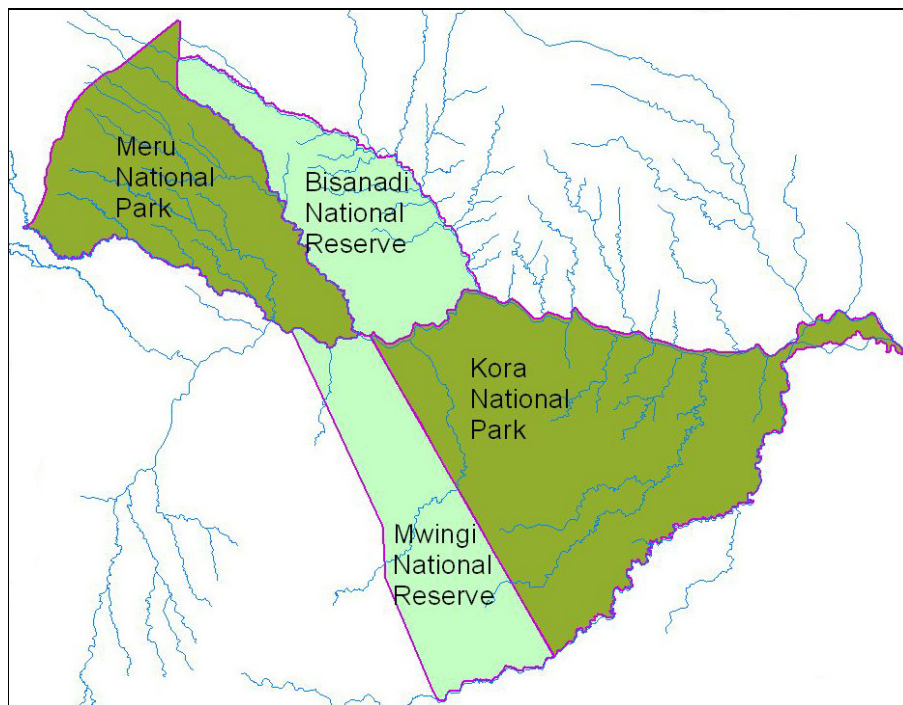 Meru
National
Park
Bisanadi
National
Reserve
Kora
National
Park
Mwingi
National
Reserve